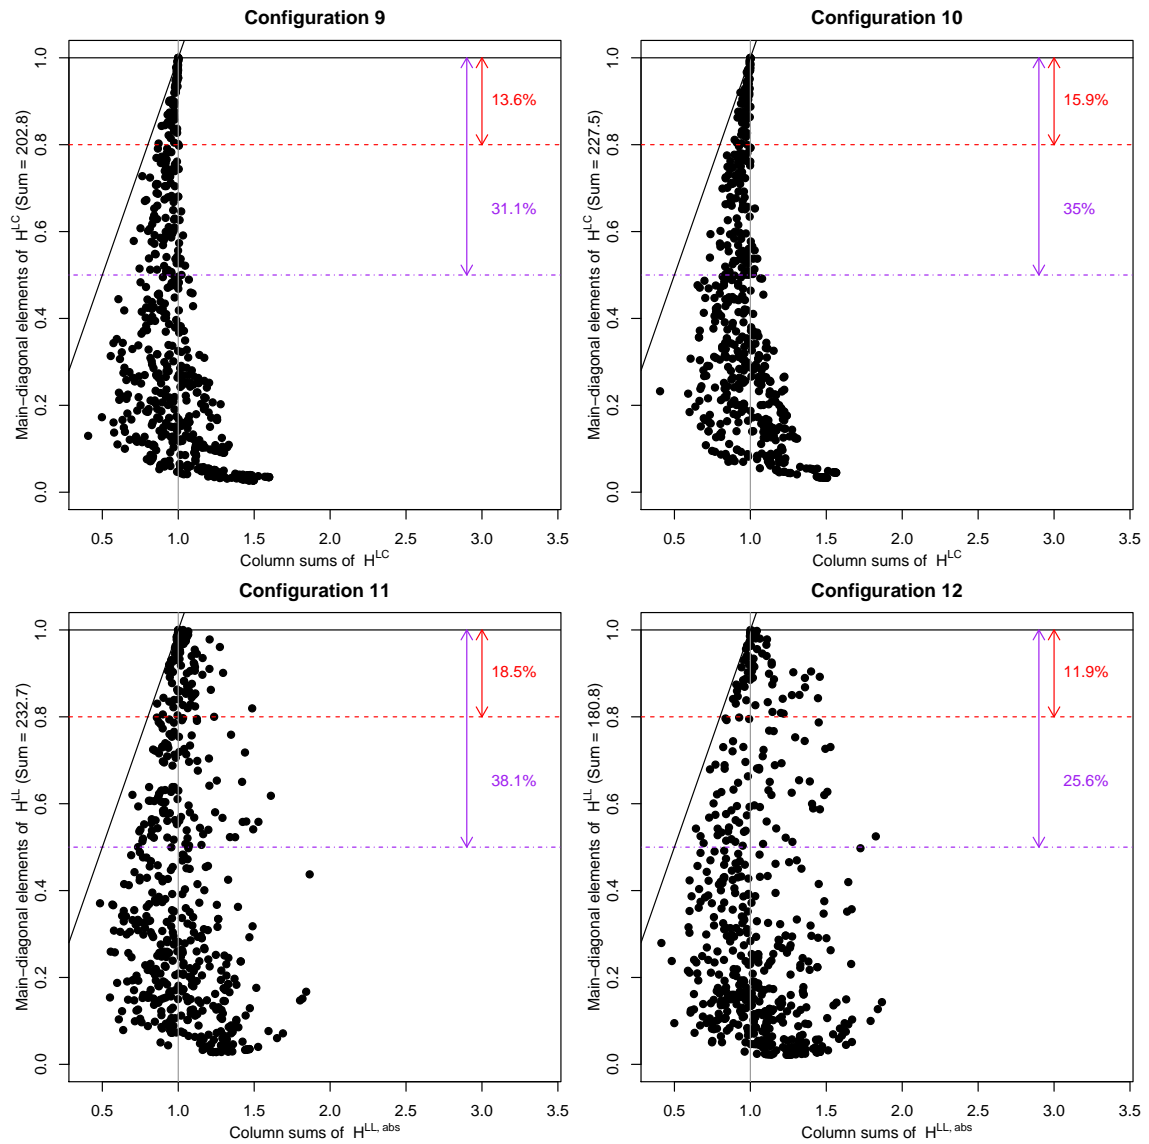 Configuration 9
Main−diagonal elements of H^LC (Sum = 202.8)
1.0
0.8
0.6
0.4
0.2
0.0
13.6%
31.1%
0.5 1.0 1.5 2.0 2.5 3.0 3.5
Column sums of H^LC
Configuration 10
Main−diagonal elements of H^LC (Sum = 227.5)
1.0
0.8
0.6
0.4
0.2
0.0
15.9%
35%
0.5 1.0 1.5 2.0 2.5 3.0 3.5
Column sums of H^LC
Configuration 11
Main−diagonal elements of H^LL (Sum = 232.7)
1.0
0.8
0.6
0.4
0.2
0.0
18.5%
38.1%
0.5 1.0 1.5 2.0 2.5 3.0 3.5
Column sums of H^LL, abs
Configuration 12
Main−diagonal elements of H^LL (Sum = 180.8)
1.0
0.8
0.6
0.4
0.2
0.0
11.9%
25.6%
0.5 1.0 1.5 2.0 2.5 3.0 3.5
Column sums of H^LL, abs